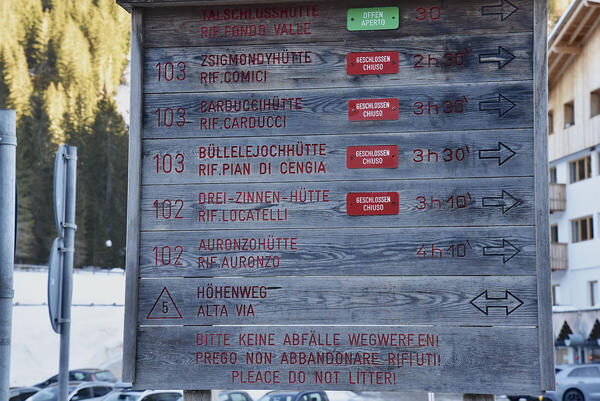 TALSCHLUSSHÜTTE OFFEN 30'
RIF. FONDO VALLE APERTO
103 ZSIGMONDYHÜTTE GESCHLOSSEN 2h30'
RIF. COMICI CHIUSO
103 CARDUCCIHÜTTE GESCHLOSSEN 3h30'
RIF. CARDUCCI CHIUSO
103 BÜLLELEJOCHHÜTTE GESCHLOSSEN 3h30'
RIF. PIAN DI CENGIA CHIUSO
102 DREI-ZINNEN-HÜTTE GESCHLOSSEN 3h10'
RIF. LOCATELLI CHIUSO
102 AURONZOHÜTTE 4h10'
RIF. AURONZO
5 HÖHENWEG
ALTA VIA
BITTE KEINE ABFÄLLE WEGWERFEN!
PREGO NON ABBANDONARE RIFIUTI!
PLEACE DO NOT LITTER!